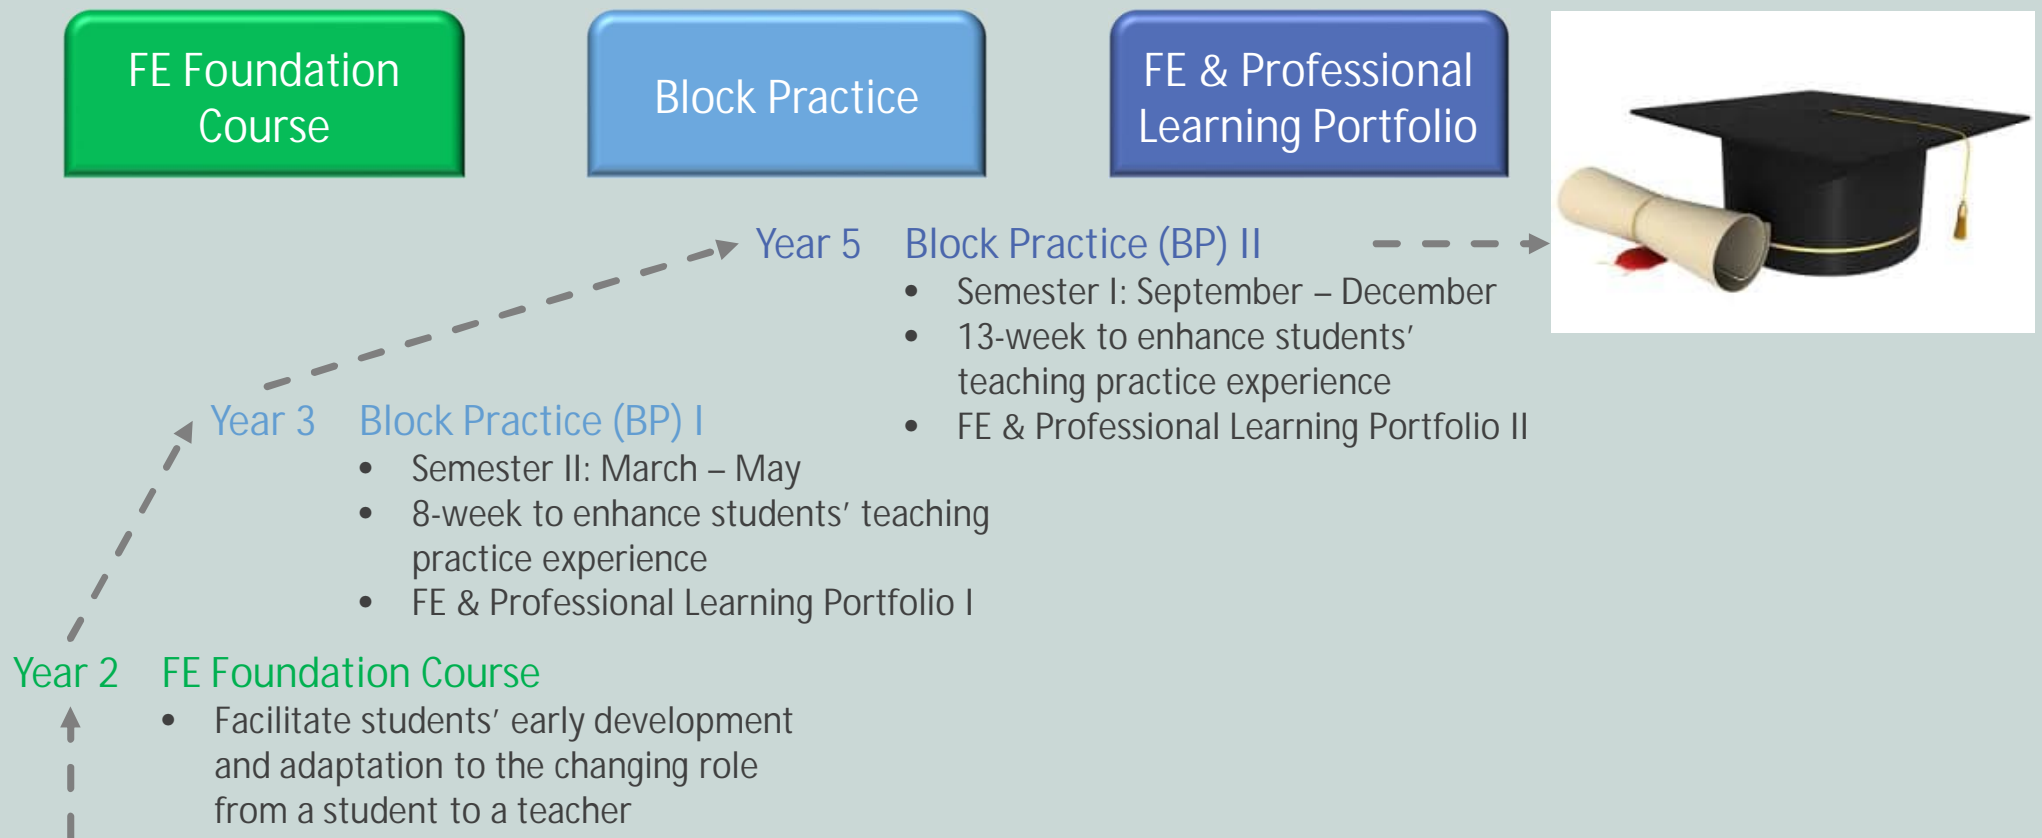 FE Foundation
Course
Block Practice
FE & Professional
Learning Portfolio
Year 5 Block Practice (BP) II
• Semester I: September – December
• 13-week to enhance students’
teaching practice experience
• FE & Professional Learning Portfolio II
Year 3 Block Practice (BP) I
• Semester II: March – May
• 8-week to enhance students’ teaching
practice experience
• FE & Professional Learning Portfolio I
Year 2 FE Foundation Course
• Facilitate students’ early development
and adaptation to the changing role
from a student to a teacher